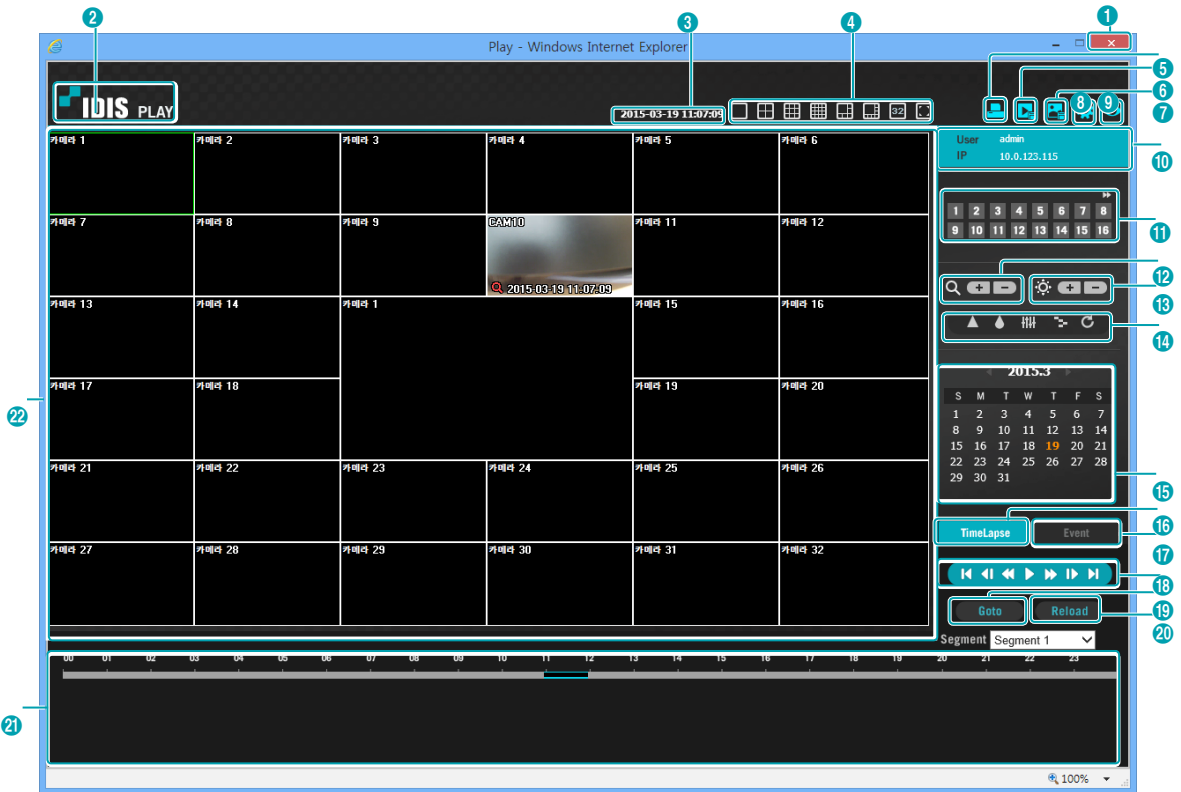 1
2
3
4
Play - Windows Internet Explorer
5
6
7
8
9
IDIS PLAY
2015-03-19 11:07:09
32
카메라 1
카메라 2
카메라 3
카메라 4
카메라 5
카메라 6
User admin
IP 10.0.123.115
10
카메라 7
카메라 8
카메라 9
CAM10
2015-03-19 11:07:09
카메라 11
카메라 12
1 2 3 4 5 6 7 8
9 10 11 12 13 14 15 16
11
12
13
14
카메라 13
카메라 14
카메라 1
카메라 15
카메라 16
카메라 17
카메라 18
카메라 19
카메라 20
22
2015.3
S M T W T F S
1 2 3 4 5 6 7
8 9 10 11 12 13 14
15 16 17 18 19 20 21
22 23 24 25 26 27 28
29 30 31
15
카메라 21
카메라 22
카메라 23
카메라 24
카메라 25
카메라 26
TimeLapse
Event
16
17
카메라 27
카메라 28
카메라 29
카메라 30
카메라 31
카메라 32
18
Goto
Reload
19
20
Segment Segment 1
00 01 02 03 04 05 06 07 08 09 10 11 12 13 14 15 16 17 18 19 20 21 22 23
21
100%